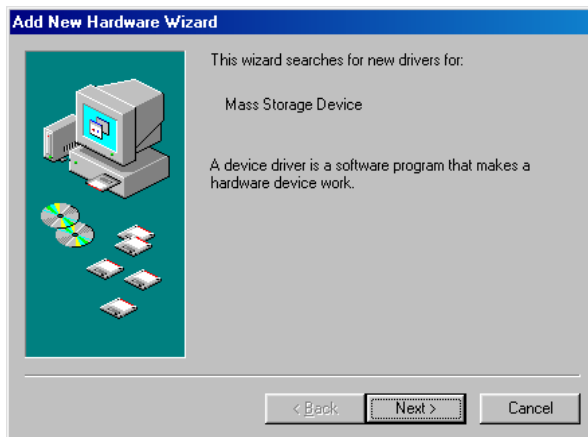 Add New Hardware Wizard
This wizard searches for new drivers for:
Mass Storage Device
A device driver is a software program that makes a
hardware device work.
< Back
Next >
Cancel